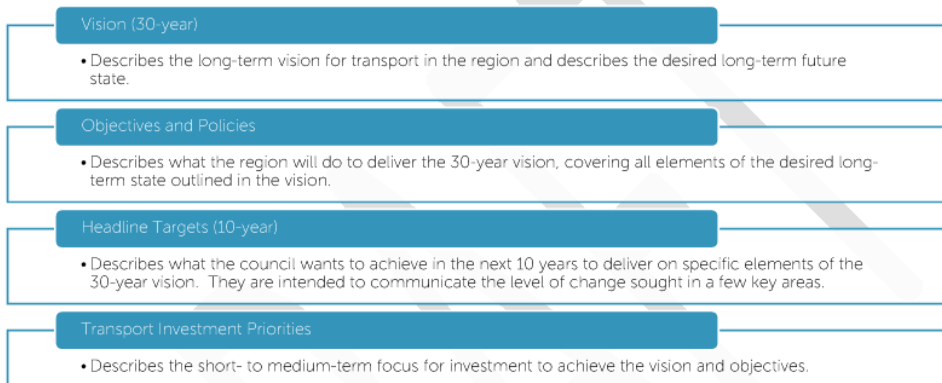 Vision (30-year)
• Describes the long-term vision for transport in the region and describes the desired long-term future
state.
Objectives and Policies
• Describes what the region will do to deliver the 30-year vision, covering all elements of the desired long-
term state outlined in the vision.
Headline Targets (10-year)
• Describes what the council wants to achieve in the next 10 years to deliver on specific elements of the
30-year vision.  They are intended to communicate the level of change sought in a few key areas.
Transport Investment Priorities
• Describes the short- to medium-term focus for investment to achieve the vision and objectives.